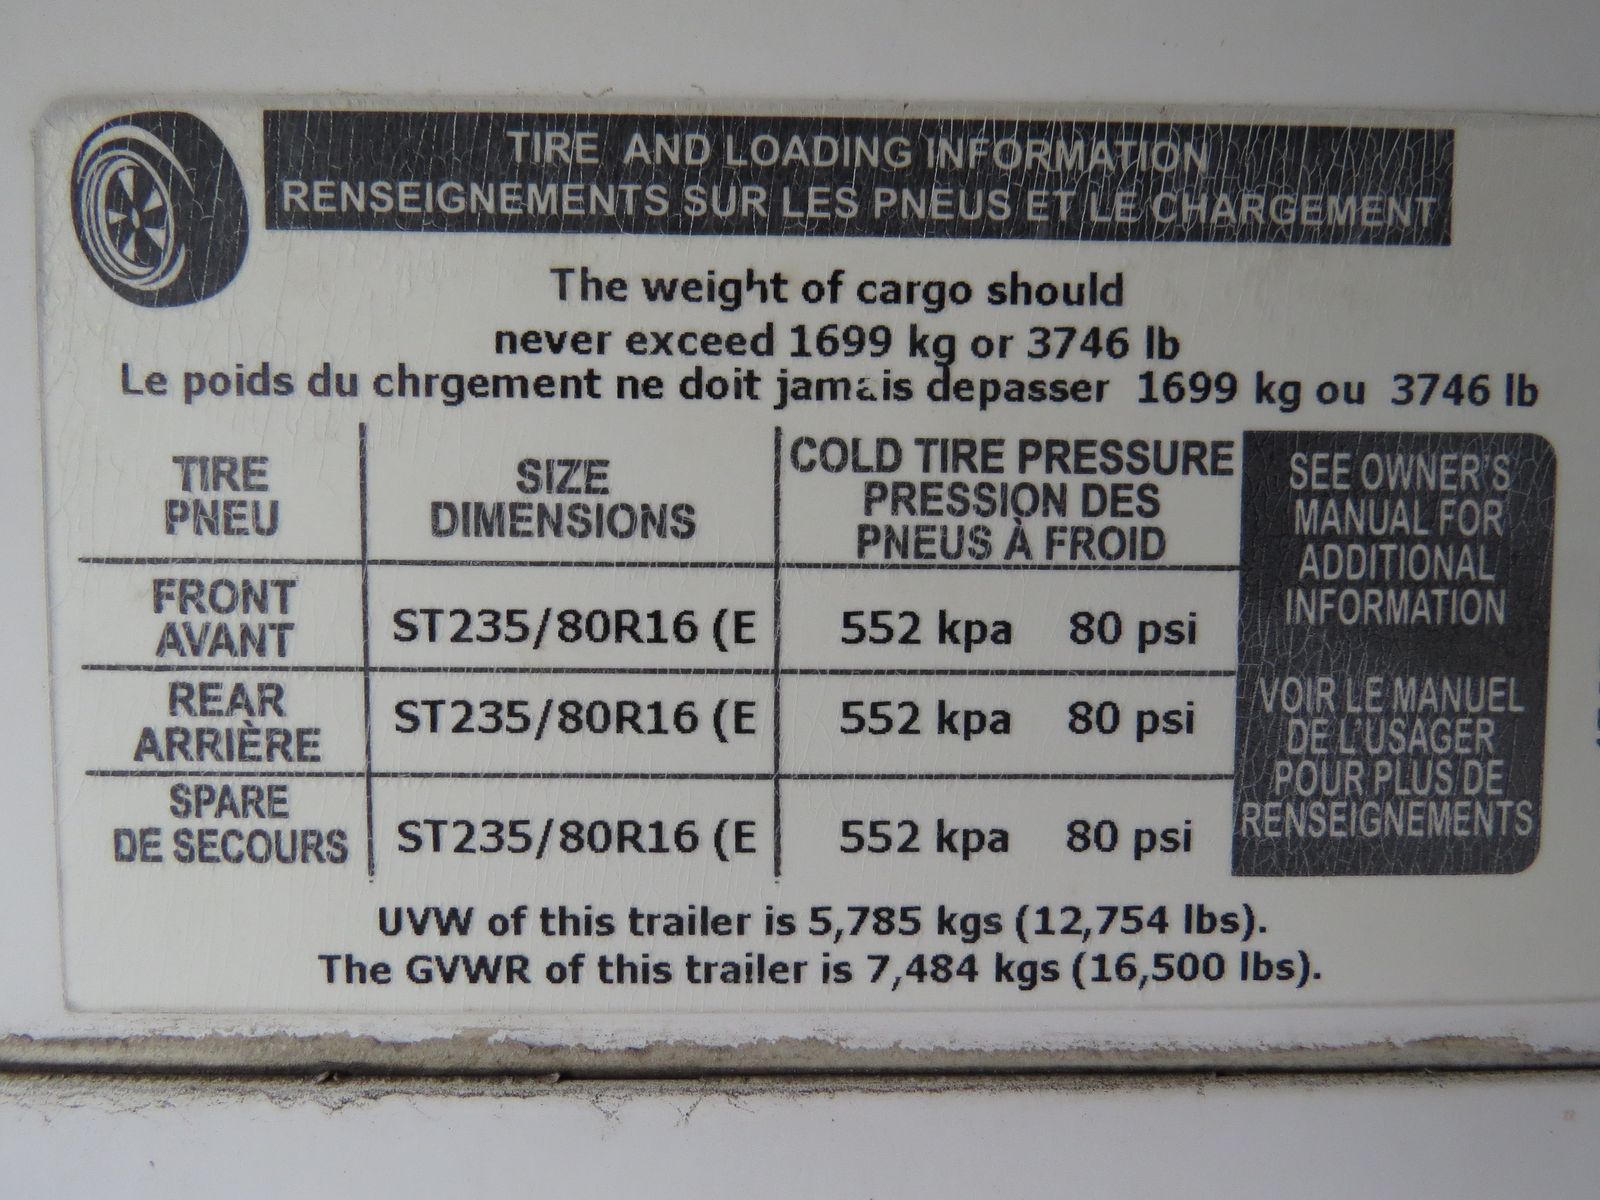 TIRE AND LOADING INFORMATION
RENSEIGNEMENTS SUR LES PNEUS ET LE CHARGEMENT
The weight of cargo should
never exceed 1699 kg or 3746 lb
Le poids du chrgement ne doit jamais depasser 1699 kg ou 3746 lb
TIRE
PNEU
SIZE
DIMENSIONS
COLD TIRE PRESSURE
PRESSION DES
PNEUS À FROID
FRONT
AVANT
ST235/80R16 (E
552 kpa 80 psi
REAR
ARRIÈRE
ST235/80R16 (E
552 kpa 80 psi
SPARE
DE SECOURS
ST235/80R16 (E
552 kpa 80 psi
SEE OWNER'S
MANUAL FOR
ADDITIONAL
INFORMATION
VOIR LE MANUEL
DE L'USAGER
POUR PLUS DE
RENSEIGNEMENTS
UVW of this trailer is 5,785 kgs (12,754 lbs).
The GVWR of this trailer is 7,484 kgs (16,500 lbs).